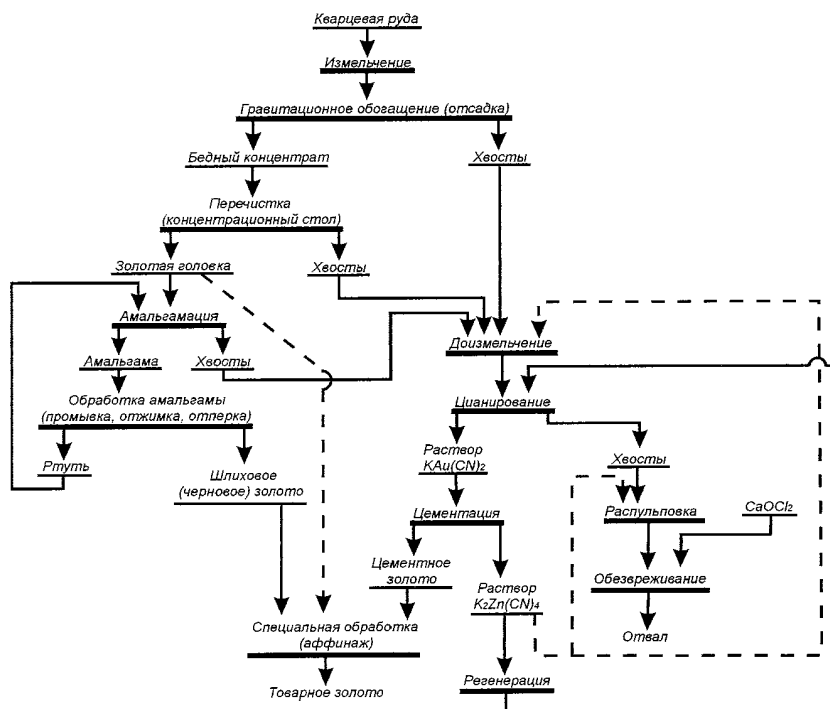 Кварцевая руда
Измельчение
Гравитационное обогащение (отсадка)
Бедный концентрат
Хвосты
Перечистка
(концентрационный стол)
Золотая головка
Хвосты
Амальгамация
Доизмельчение
Амальгама
Хвосты
Обработка амальгамы
(промывка, отжимка, отперка)
Цианирование
Ртуть
Шлиховое
(черновое) золото
Раствор
KAu(CN)2
Хвосты
Цементация
Распульповка
CaOCl2
Цементное
золото
Раствор
K2Zn(CN)4
Обезвреживание
Специальная обработка
(аффинаж)
Отвал
Товарное золото
Регенерация